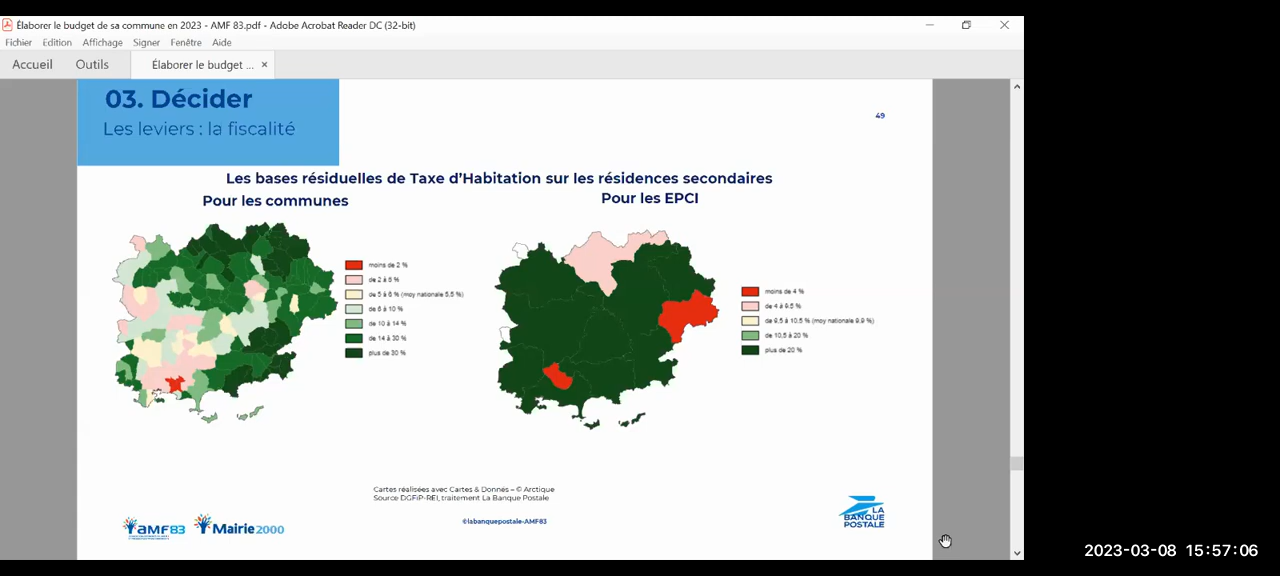 Élaborer le budget de sa commune en 2023 - AMF 83.pdf - Adobe Acrobat Reader DC (32-bit)
Fichier Edition Affichage Signer Fenêtre Aide
Accueil Outils Élaborer le budget ... ×
03. Décider
Les leviers : la fiscalité
49
Les bases résiduelles de Taxe d'Habitation sur les résidences secondaires
Pour les communes
Pour les EPCI
moins de 2 %
de 2 à 5 %
de 5 à 6 % (moy nationale 5,5 %)
de 6 à 10 %
de 10 à 14 %
de 14 à 30 %
plus de 30 %
moins de 4 %
de 4 à 9,5 %
de 9,5 à 10,5 % (moy nationale 9,9 %)
de 10,5 à 20 %
plus de 20 %
Cartes réalisées avec Cartes & Données - © Arctique
Source DGFiP-REI, traitement La Banque Postale
©labanquepostale-AMF83
AMF83
Mairie2000
LA
BANQUE
POSTALE
2023-03-08 15:57:06